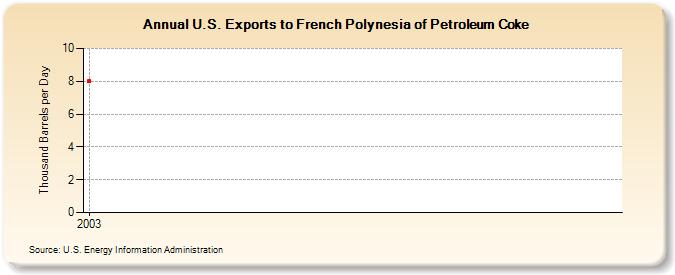 Annual U.S. Exports to French Polynesia of Petroleum Coke
Thousand Barrels per Day
10
8
6
4
2
0
2003
Source: U.S. Energy Information Administration